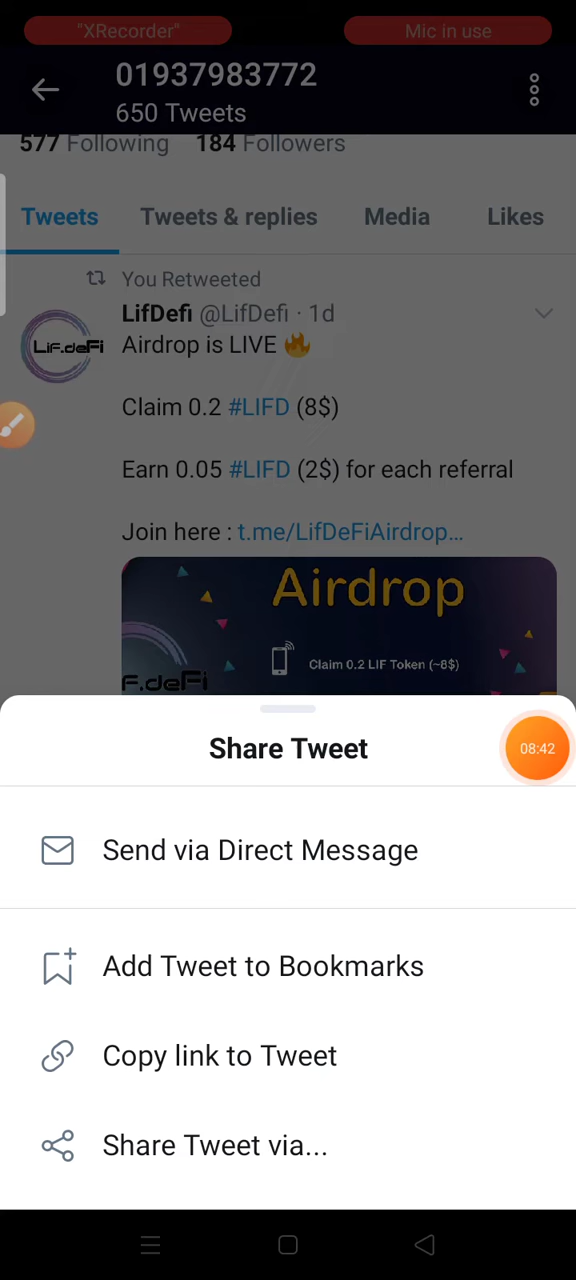 "XRecorder"
Mic in use
01937983772
650 Tweets
577 Following 184 Followers
Tweets Tweets & replies Media Likes
You Retweeted
LifDefi @LifDefi · 1d
Airdrop is LIVE 🔥
Claim 0.2 #LIFD (8$)
Earn 0.05 #LIFD (2$) for each referral
Join here : t.me/LifDeFiAirdrop…
LiF.deFi
Airdrop
Claim 0.2 LIF Token (~8$)
F.deFi
Share Tweet
08:42
Send via Direct Message
Add Tweet to Bookmarks
Copy link to Tweet
Share Tweet via...